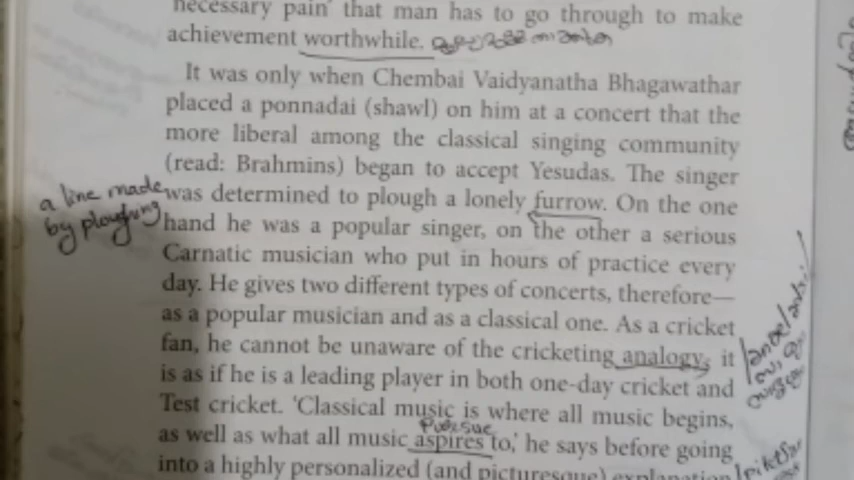 necessary pain' that man has to go through to make
achievement worthwhile.
It was only when Chembai Vaidyanatha Bhagawathar
placed a ponnadai (shawl) on him at a concert that the
more liberal among the classical singing community
(read: Brahmins) began to accept Yesudas. The singer
a line made
was determined to plough a lonely furrow. On the one
by ploughing
hand he was a popular singer, on the other a serious
Carnatic musician who put in hours of practice every
day. He gives two different types of concerts, therefore—
as a popular musician and as a classical one. As a cricket
fan, he cannot be unaware of the cricketing analogy, it
is as if he is a leading player in both one-day cricket and
Test cricket. 'Classical music is where all music begins,
pursue
as well as what all music aspires to,' he says before going
into a highly personalized (and picturesque) explanation